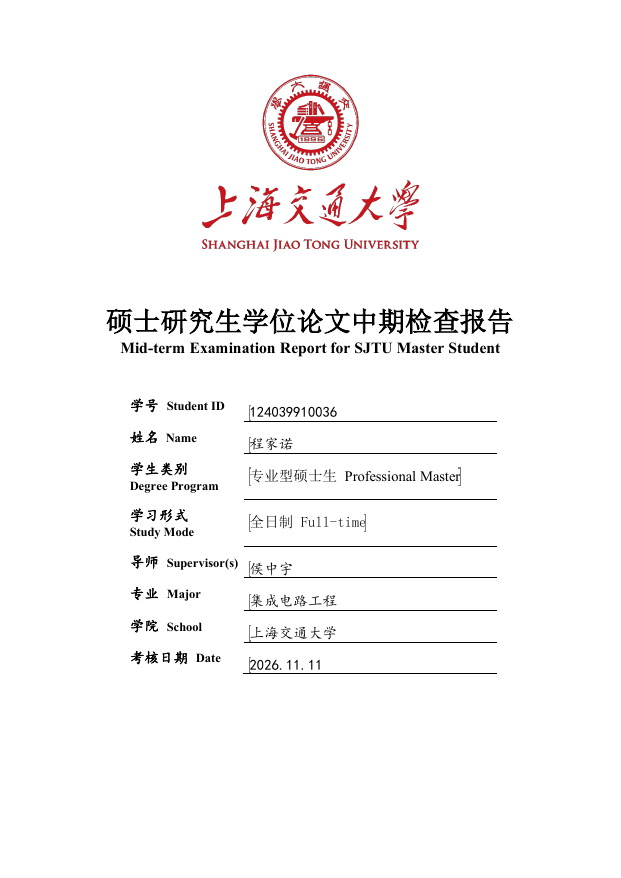 交通大學
SHANGHAI JIAO TONG UNIVERSITY
1896
上海交通大學
SHANGHAI JIAO TONG UNIVERSITY
硕士研究生学位论文中期检查报告
Mid-term Examination Report for SJTU Master Student
学号 Student ID 124039910036
姓名 Name 程家诺
学生类别 专业型硕士生 Professional Master
Degree Program
学习形式 全日制 Full-time
Study Mode
导师 Supervisor(s) 侯中宇
专业 Major 集成电路工程
学院 School 上海交通大学
考核日期 Date 2026.11.11